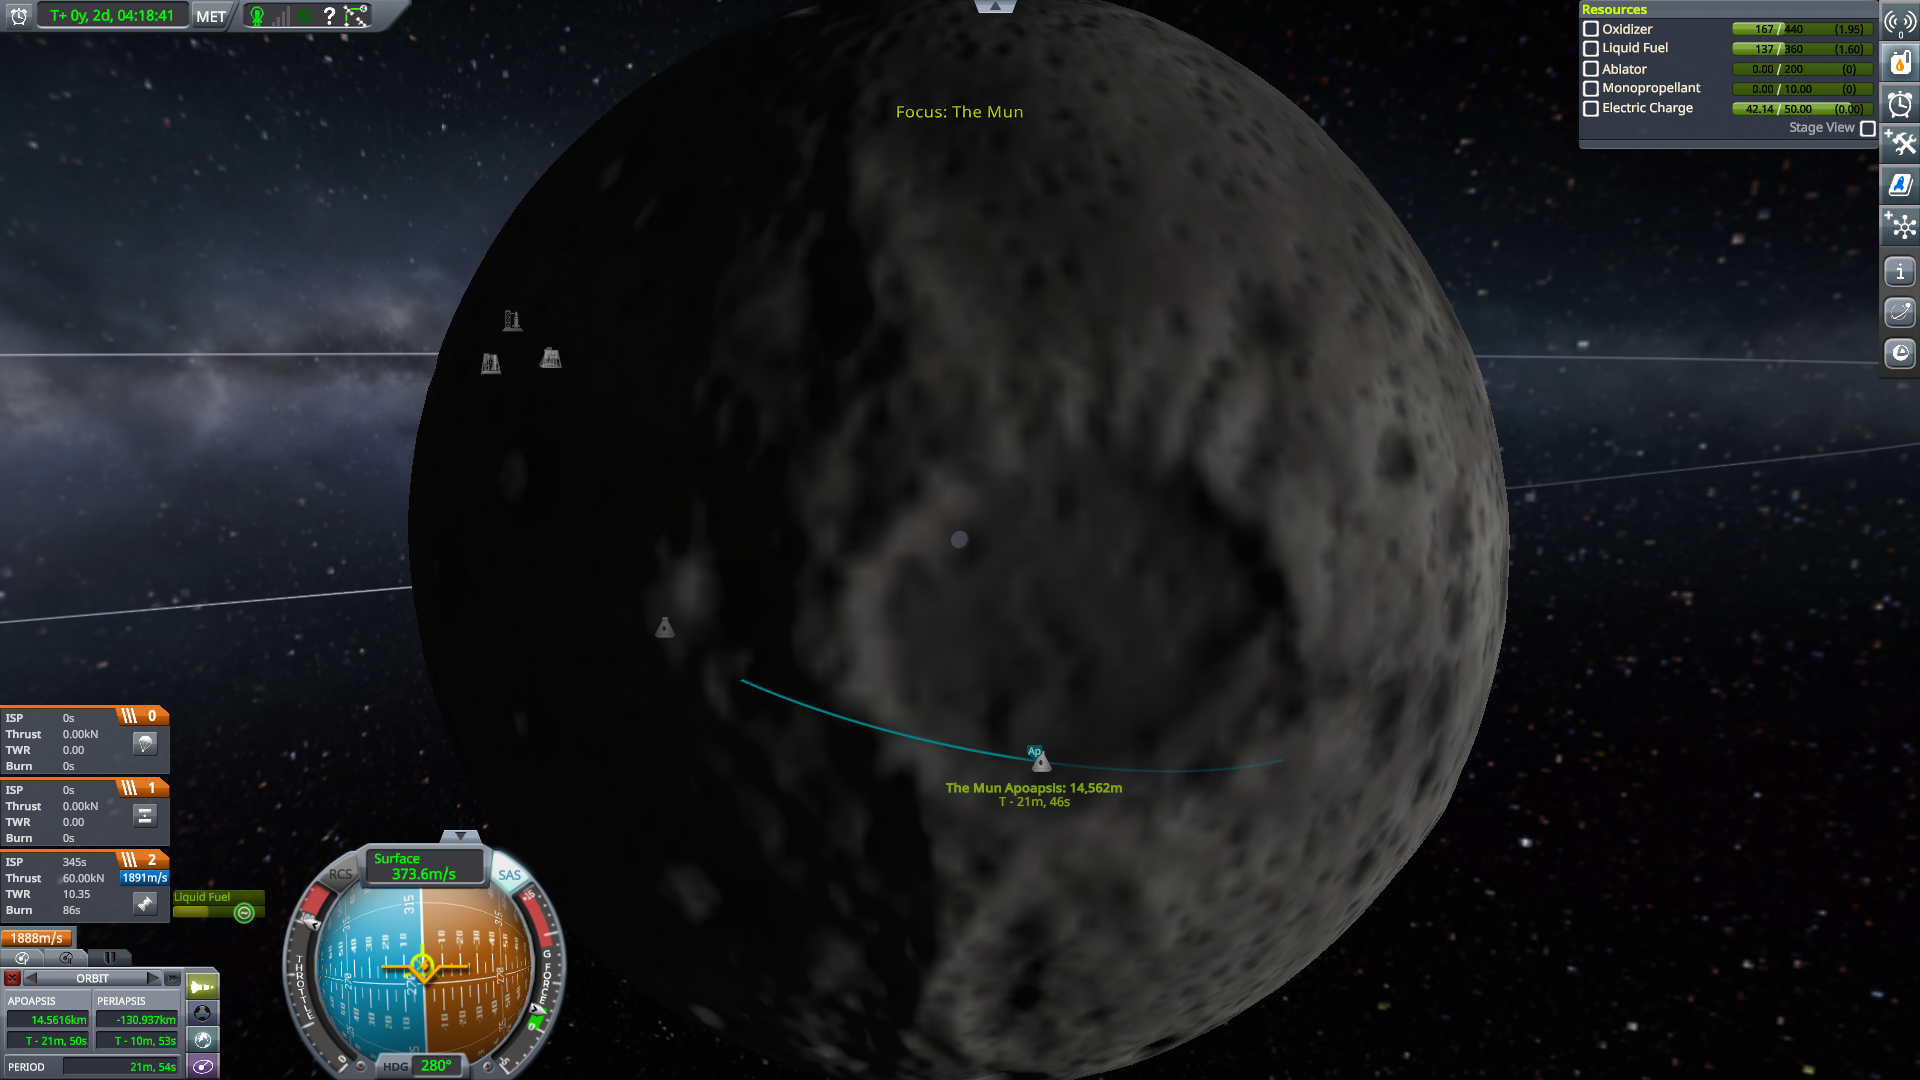 T+ 0y, 2d, 04:18:41
MET
?
Resources
Oxidizer 167 / 440 (1.95)
Liquid Fuel 137 / 360 (1.60)
Ablator 0.00 / 200 (0)
Monopropellant 0.00 / 10.00 (0)
Electric Charge 42.14 / 50.00 (0.00)
Stage View
0
Focus: The Mun
Ap
The Mun Apoapsis: 14,562m
T - 21m, 46s
ISP 0s 0
Thrust 0.00kN
TWR 0.00
Burn 0s
ISP 0s 1
Thrust 0.00kN
TWR 0.00
Burn 0s
ISP 345s 2
Thrust 60.00kN 1891m/s
TWR 10.35
Burn 86s
Liquid Fuel
1888m/s
ORBIT
APOAPSIS PERIAPSIS
14.5616km -130.937km
T - 21m, 50s T - 10m, 53s
PERIOD 21m, 54s
Surface
373.6m/s
RCS SAS
THROTTLE
G FORCE
HDG 280°